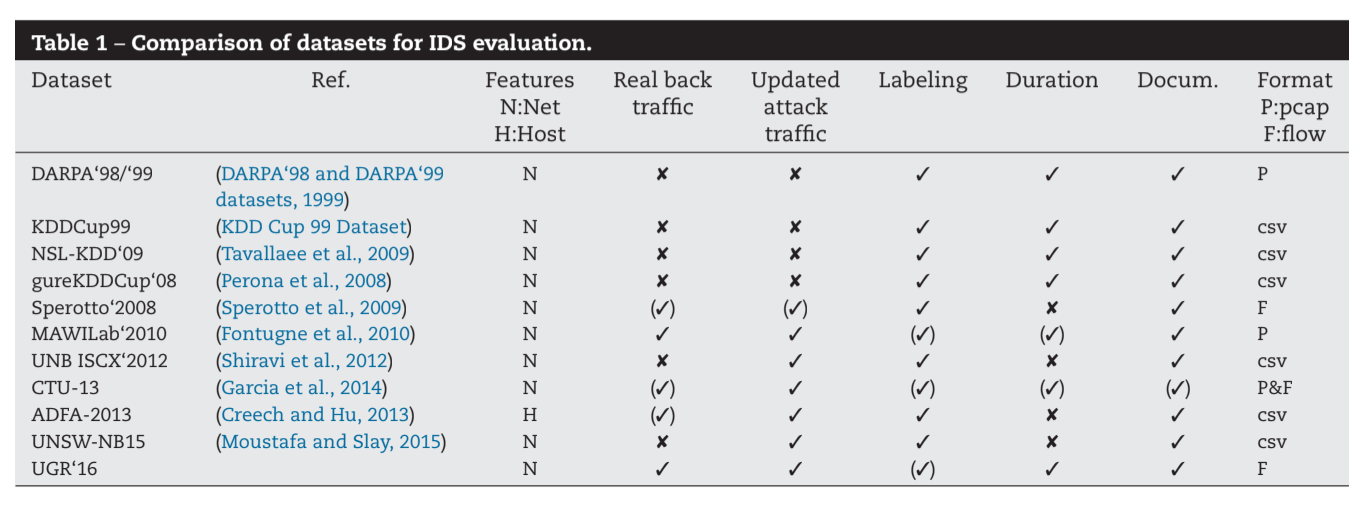 Table 1 – Comparison of datasets for IDS evaluation.
Dataset Ref. Features Real back Updated Labeling Duration Docum. Format
N:Net traffic attack P:pcap
H:Host traffic F:flow
DARPA‘98/‘99 (DARPA‘98 and DARPA‘99 N ✘ ✘ ✓ ✓ ✓ P
datasets, 1999)
KDDCup99 (KDD Cup 99 Dataset) N ✘ ✘ ✓ ✓ ✓ csv
NSL-KDD‘09 (Tavallaee et al., 2009) N ✘ ✘ ✓ ✓ ✓ csv
gureKDDCup‘08 (Perona et al., 2008) N ✘ ✘ ✓ ✓ ✓ csv
Sperotto‘2008 (Sperotto et al., 2009) N (✓) (✓) ✓ ✘ ✓ F
MAWILab‘2010 (Fontugne et al., 2010) N ✓ ✓ (✓) (✓) ✓ P
UNB ISCX‘2012 (Shiravi et al., 2012) N ✘ ✓ ✓ ✘ ✓ csv
CTU-13 (Garcia et al., 2014) N (✓) ✓ (✓) (✓) (✓) P&F
ADFA-2013 (Creech and Hu, 2013) H (✓) ✓ ✓ ✘ ✓ csv
UNSW-NB15 (Moustafa and Slay, 2015) N ✘ ✓ ✓ ✘ ✓ csv
UGR‘16 N ✓ ✓ (✓) ✓ ✓ F